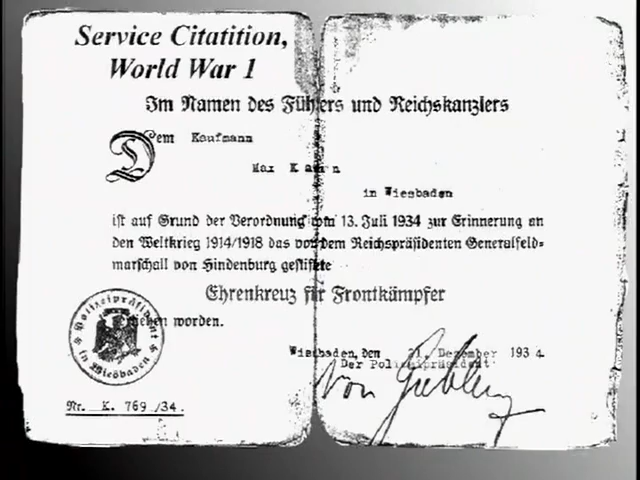 Service Citatition,
World War 1
Im Namen des Führers und Reichskanzlers
Dem Kaufmann
Max
in Wiesbaden
ist auf Grund der Verordnung vom 13. Juli 1934 zur Erinnerung an
den Weltkrieg 1914/1918 das von dem Reichspräsidenten Generalfeld-
marschall von Hindenburg gestiftete
Ehrenkreuz für Frontkämpfer
worden.
Wiesbaden, den 21. Dezember 1934
Der Polizeipräsident
Polizeipräsident
in Wiesbaden
Nr. K. 769 /34.